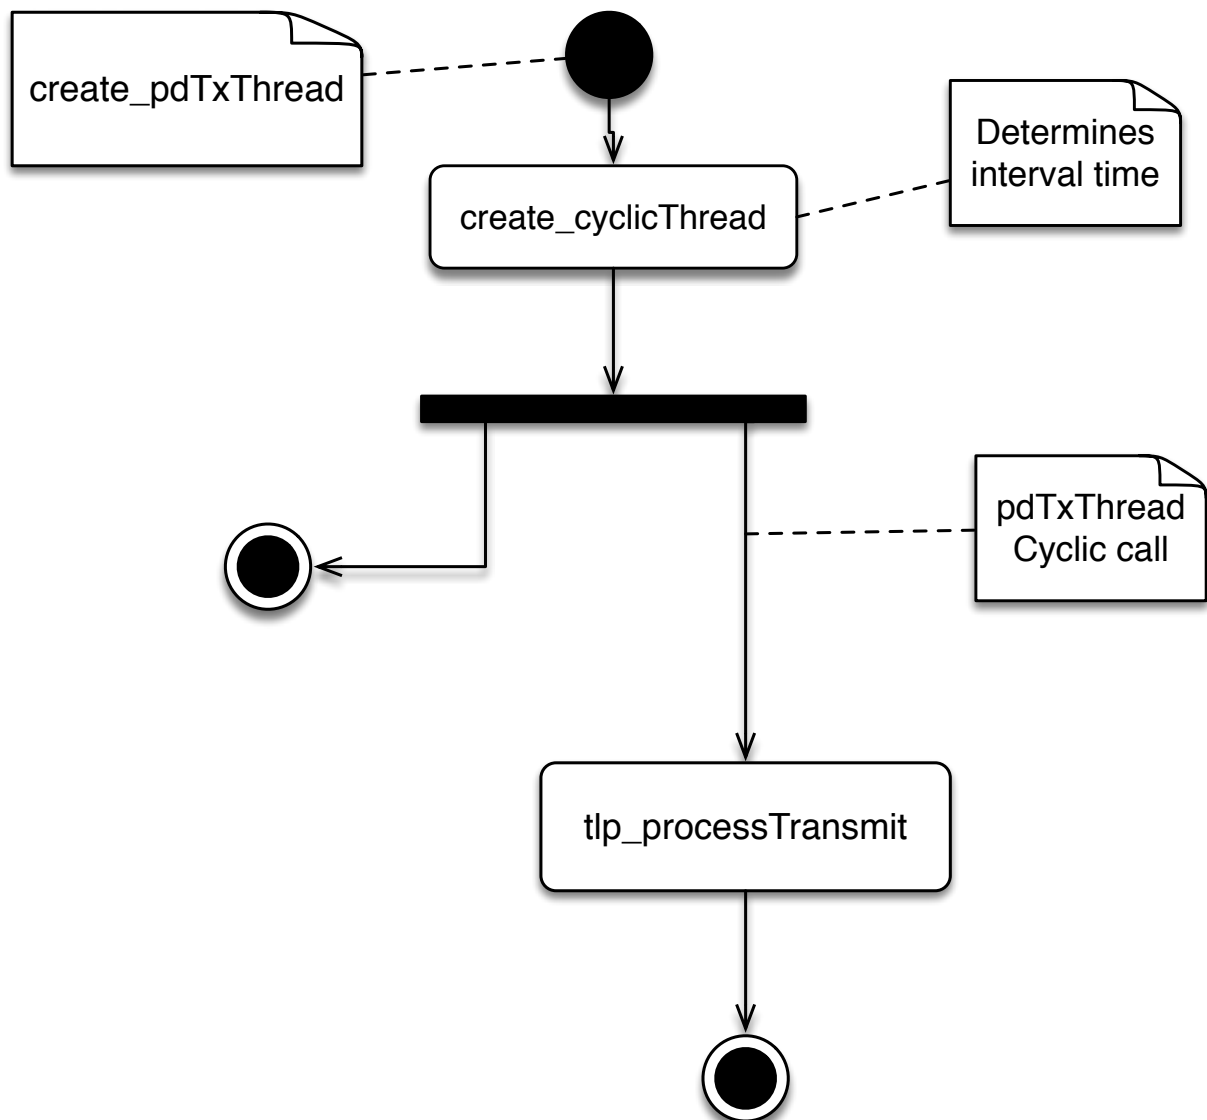 create_pdTxThread
Determines
interval time
create_cyclicThread
pdTxThread
Cyclic call
tlp_processTransmit